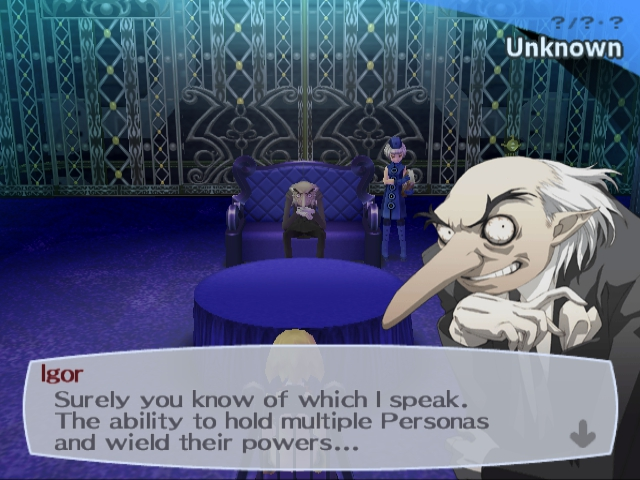 ?/?・?
Unknown
Igor
Surely you know of which I speak.
The ability to hold multiple Personas
and wield their powers...